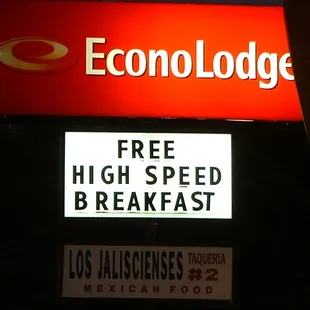 EconoLodge
FREE
HIGH SPEED
BREAKFAST
LOS JALISCIENSES TAQUERIA #2
MEXICAN FOOD